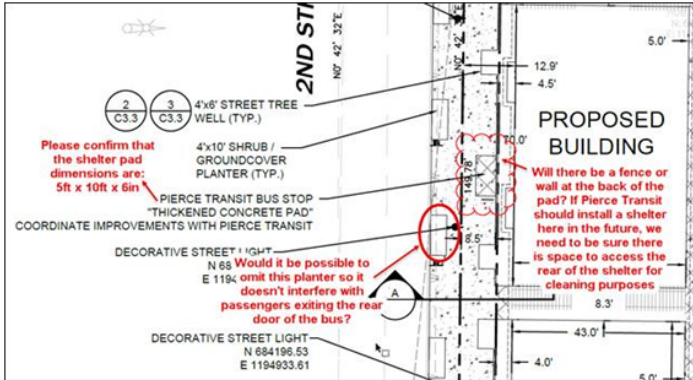 2ND ST
N0° 42' 32"E
N0° 42' 32"E
5.0'
12.9'
4.5'
2
C3.3
3
C3.3
4'x6' STREET TREE
WELL (TYP.)
Please confirm that
the shelter pad
dimensions are:
5ft x 10ft x 6in
4'x10' SHRUB /
GROUNDCOVER
PLANTER (TYP.)
PROPOSED
BUILDING
149.78'
Will there be a fence or
wall at the back of the
pad? If Pierce Transit
should install a shelter
here in the future, we
need to be sure there
is space to access the
rear of the shelter for
cleaning purposes
PIERCE TRANSIT BUS STOP
"THICKENED CONCRETE PAD"
COORDINATE IMPROVEMENTS WITH PIERCE TRANSIT
8.5'
DECORATIVE STREET LIGHT
N 68
E 1194
Would it be possible to
omit this planter so it
doesn't interfere with
passengers exiting the rear
door of the bus?
A
8.3'
43.0'
DECORATIVE STREET LIGHT
N 684196.53
E 1194933.61
4.0'
5.0'